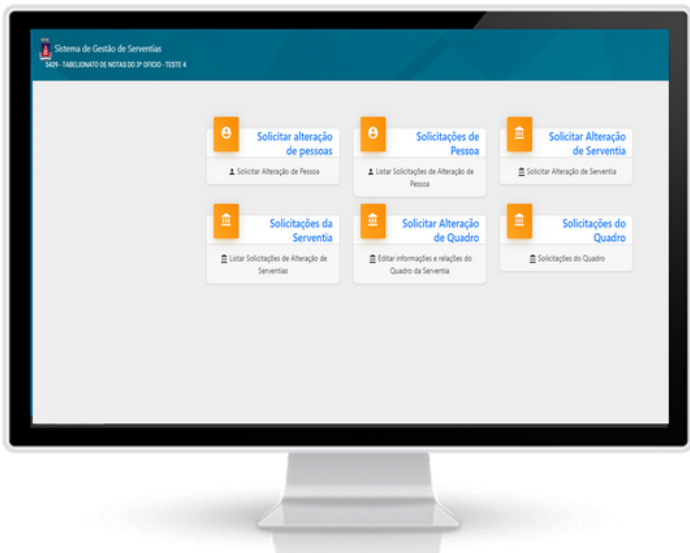 Sistema de Gestão de Serventias
5439 - TABELIONATO DE NOTAS DO 3º OFICIO - TESTE 4
Solicitar alteração
de pessoas
Solicitar Alteração de Pessoa
Solicitações de
Pessoa
Listar Solicitações de Alteração de
Pessoa
Solicitar Alteração
de Serventia
Solicitar Alteração de Serventia
Solicitações da
Serventia
Listar Solicitações de Alteração de
Serventias
Solicitar Alteração
de Quadro
Editar informações e relações do
Quadro da Serventia
Solicitações do
Quadro
Solicitações do Quadro